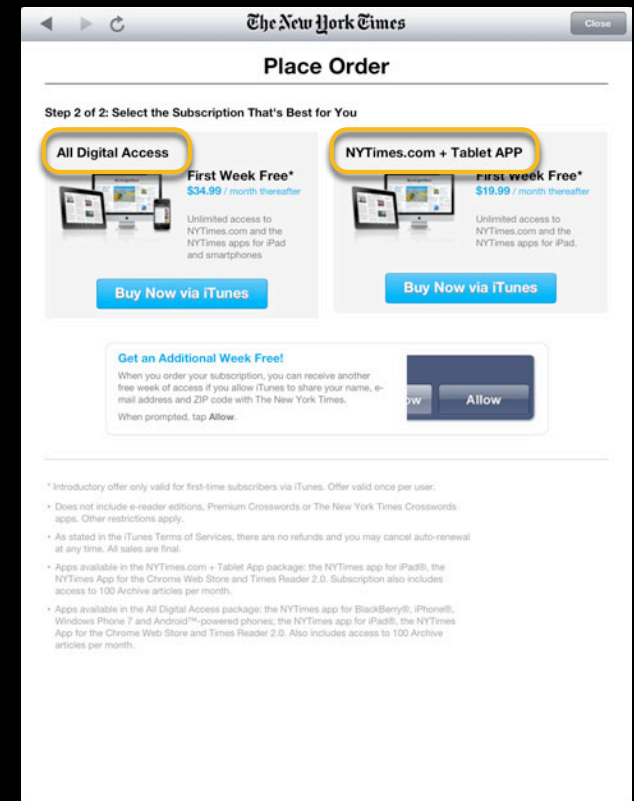 The New York Times
Close
Place Order
Step 2 of 2: Select the Subscription That's Best for You
All Digital Access
First Week Free*
$34.99 / month thereafter
Unlimited access to
NYTimes.com and the
NYTimes apps for iPad
and smartphones
Buy Now via iTunes
NYTimes.com + Tablet APP
First Week Free*
$19.99 / month thereafter
Unlimited access to
NYTimes.com and the
NYTimes apps for iPad.
Buy Now via iTunes
Get an Additional Week Free!
When you order your subscription, you can receive another
free week of access if you allow iTunes to share your name, e-
mail address and ZIP code with The New York Times.
When prompted, tap Allow.
ow
Allow
* Introductory offer only valid for first-time subscribers via iTunes. Offer valid once per user.
• Does not include e-reader editions, Premium Crosswords or The New York Times Crosswords
apps. Other restrictions apply.
• As stated in the iTunes Terms of Services, there are no refunds and you may cancel auto-renewal
at any time. All sales are final.
• Apps available in the NYTimes.com + Tablet App package: the NYTimes app for iPad®, the
NYTimes App for the Chrome Web Store and Times Reader 2.0. Subscription also includes
access to 100 Archive articles per month.
• Apps available in the All Digital Access package: the NYTimes app for BlackBerry®, iPhone®,
Windows Phone 7 and Android™-powered phones; the NYTimes app for iPad®, the NYTimes
App for the Chrome Web Store and Times Reader 2.0. Also includes access to 100 Archive
articles per month.